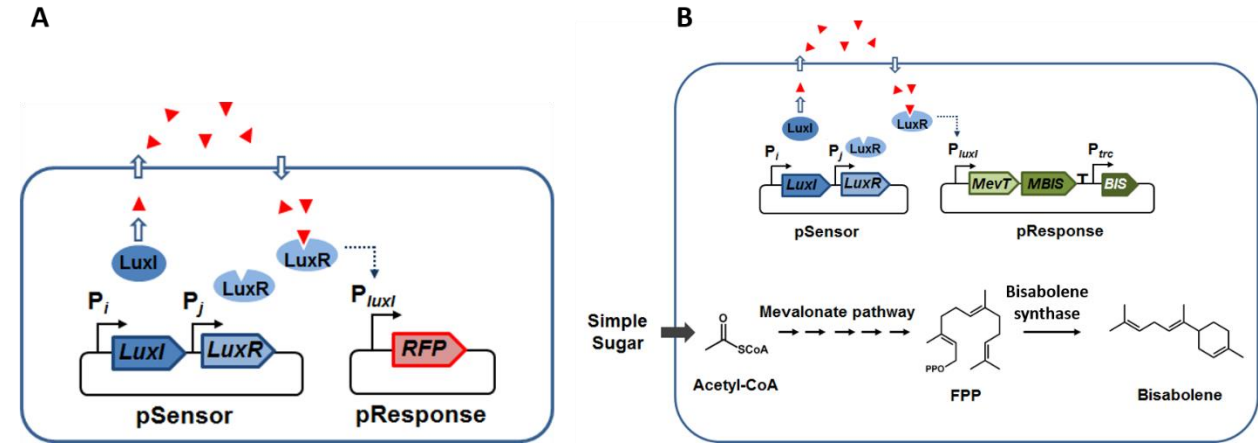 A
LuxI
LuxR
LuxR
Pi
Pj
PluxI
LuxI
LuxR
RFP
pSensor
pResponse
B
LuxI
LuxR
LuxR
Pi
Pj
PluxI
Ptrc
LuxI
LuxR
MevT
MBIS
T
BIS
pSensor
pResponse
Simple
Sugar
O
SCoA
Acetyl-CoA
Mevalonate pathway
PPO
FPP
Bisabolene
synthase
Bisabolene